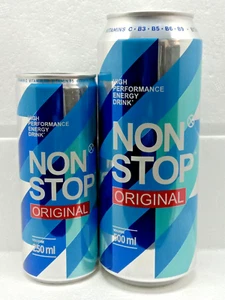 HIGH
PERFORMANCE
ENERGY
DRINK
NON
STOP
ORIGINAL
250 ml
VITAMINS C • B3 • B5 • B6 • B5
HIGH
PERFORMANCE
ENERGY
DRINK
NON
STOP
ORIGINAL
500 ml